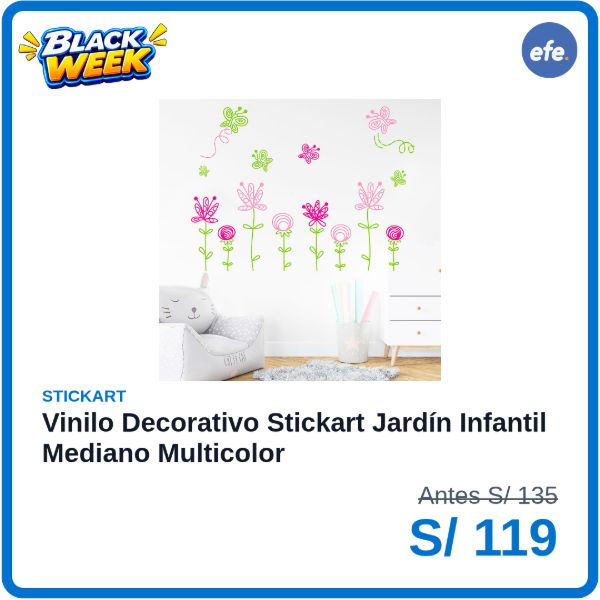 BLACK
WEEK
efe.
STICKART
Vinilo Decorativo Stickart Jardín Infantil
Mediano Multicolor
Antes S/ 135
S/ 119